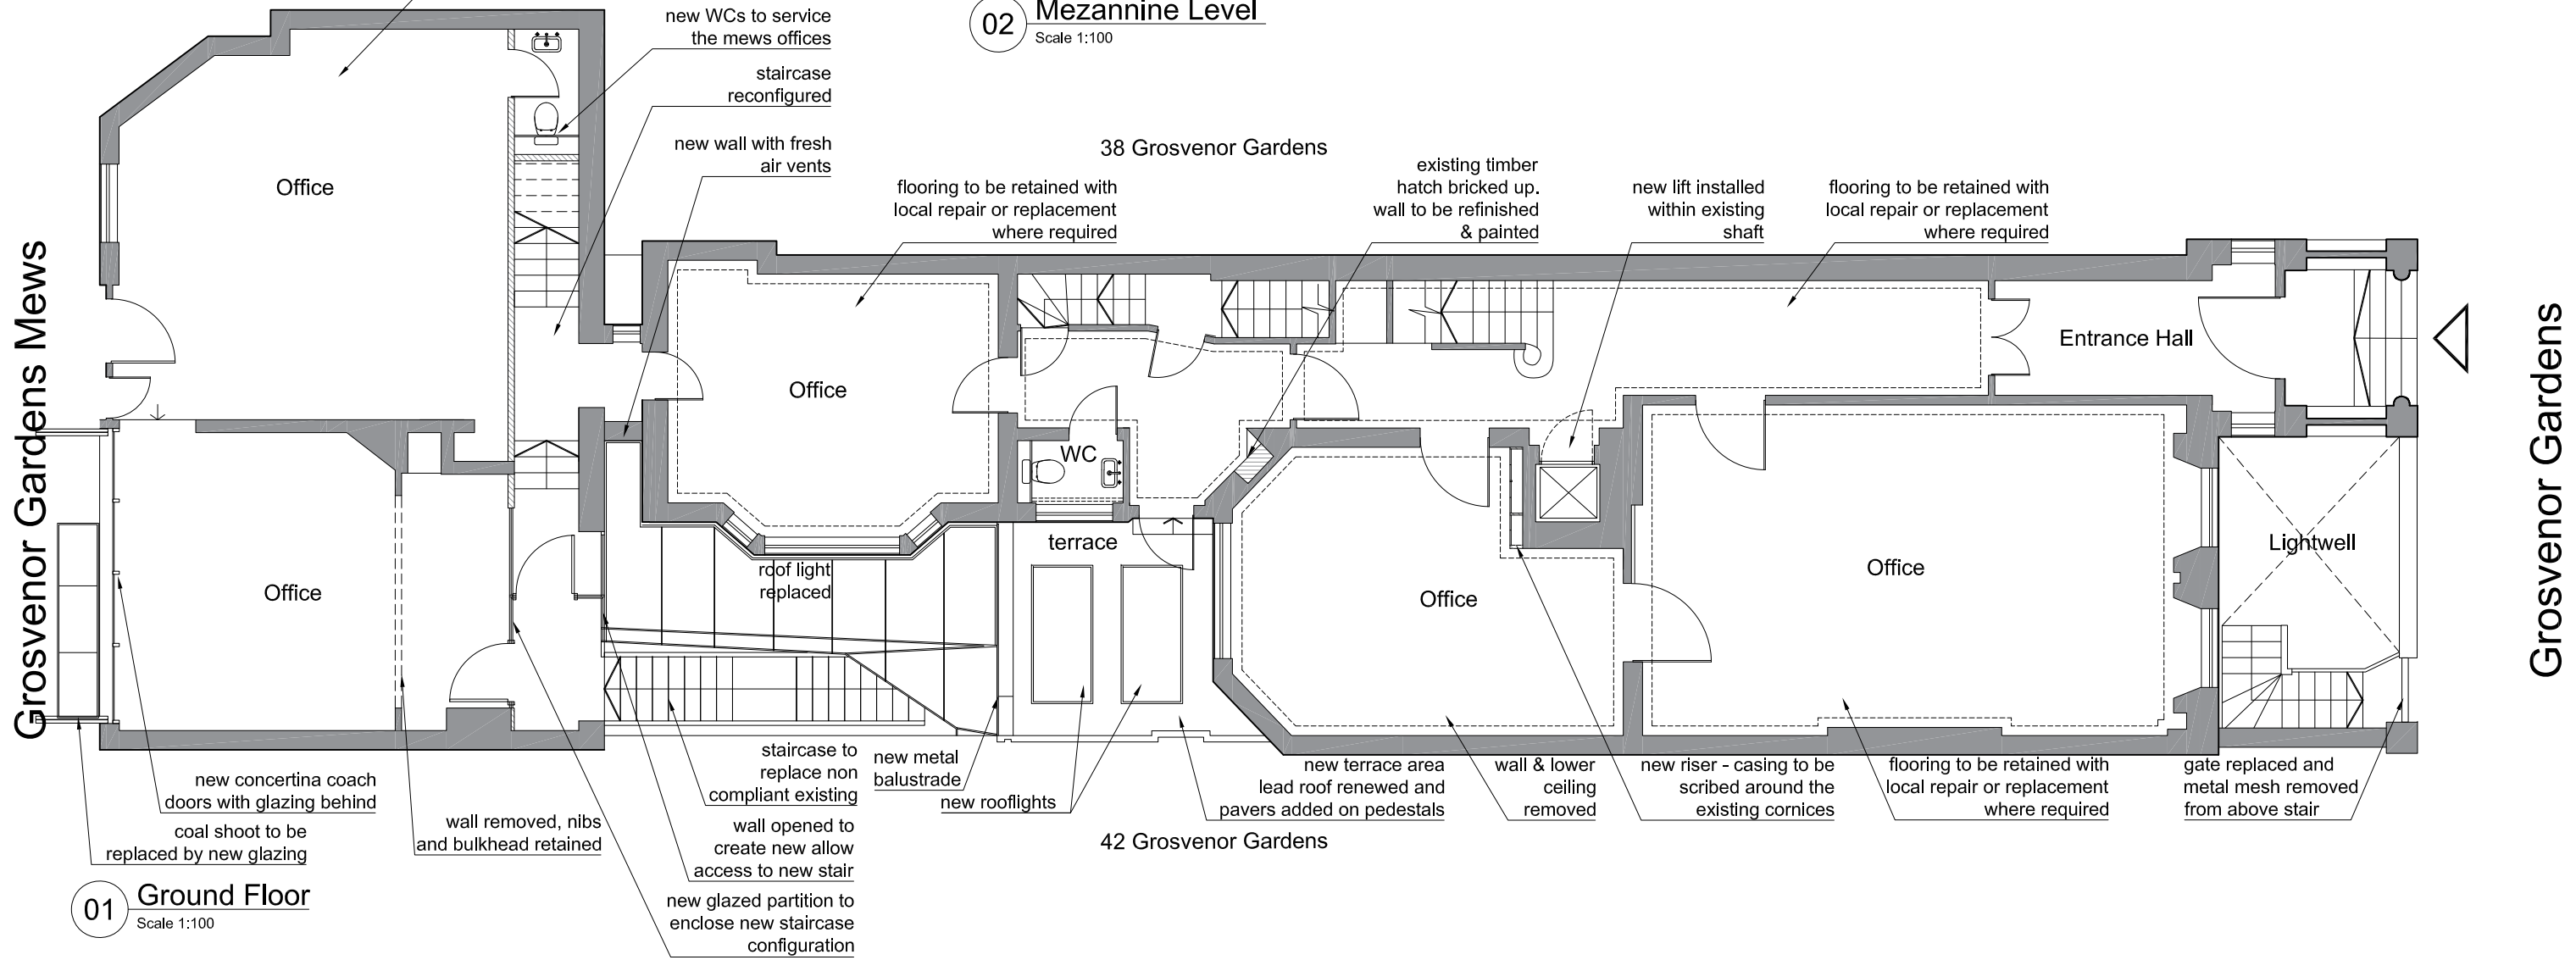 02
Mezannine Level
Scale 1:100
new WCs to service
the mews offices
staircase
reconfigured
new wall with fresh
air vents
38 Grosvenor Gardens
flooring to be retained with
local repair or replacement
where required
existing timber
hatch bricked up.
wall to be refinished
& painted
new lift installed
within existing
shaft
flooring to be retained with
local repair or replacement
where required
Grosvenor Gardens Mews
Office
Office
Entrance Hall
Grosvenor Gardens
WC
terrace
Lightwell
roof light
replaced
Office
Office
Office
new concertina coach
doors with glazing behind
coal shoot to be
replaced by new glazing
wall removed, nibs
and bulkhead retained
staircase to
replace non
compliant existing
wall opened to
create new allow
access to new stair
new glazed partition to
enclose new staircase
configuration
new metal
balustrade
new rooflights
new terrace area
lead roof renewed and
pavers added on pedestals
wall & lower
ceiling
removed
new riser - casing to be
scribed around the
existing cornices
flooring to be retained with
local repair or replacement
where required
gate replaced and
metal mesh removed
from above stair
42 Grosvenor Gardens
01
Ground Floor
Scale 1:100